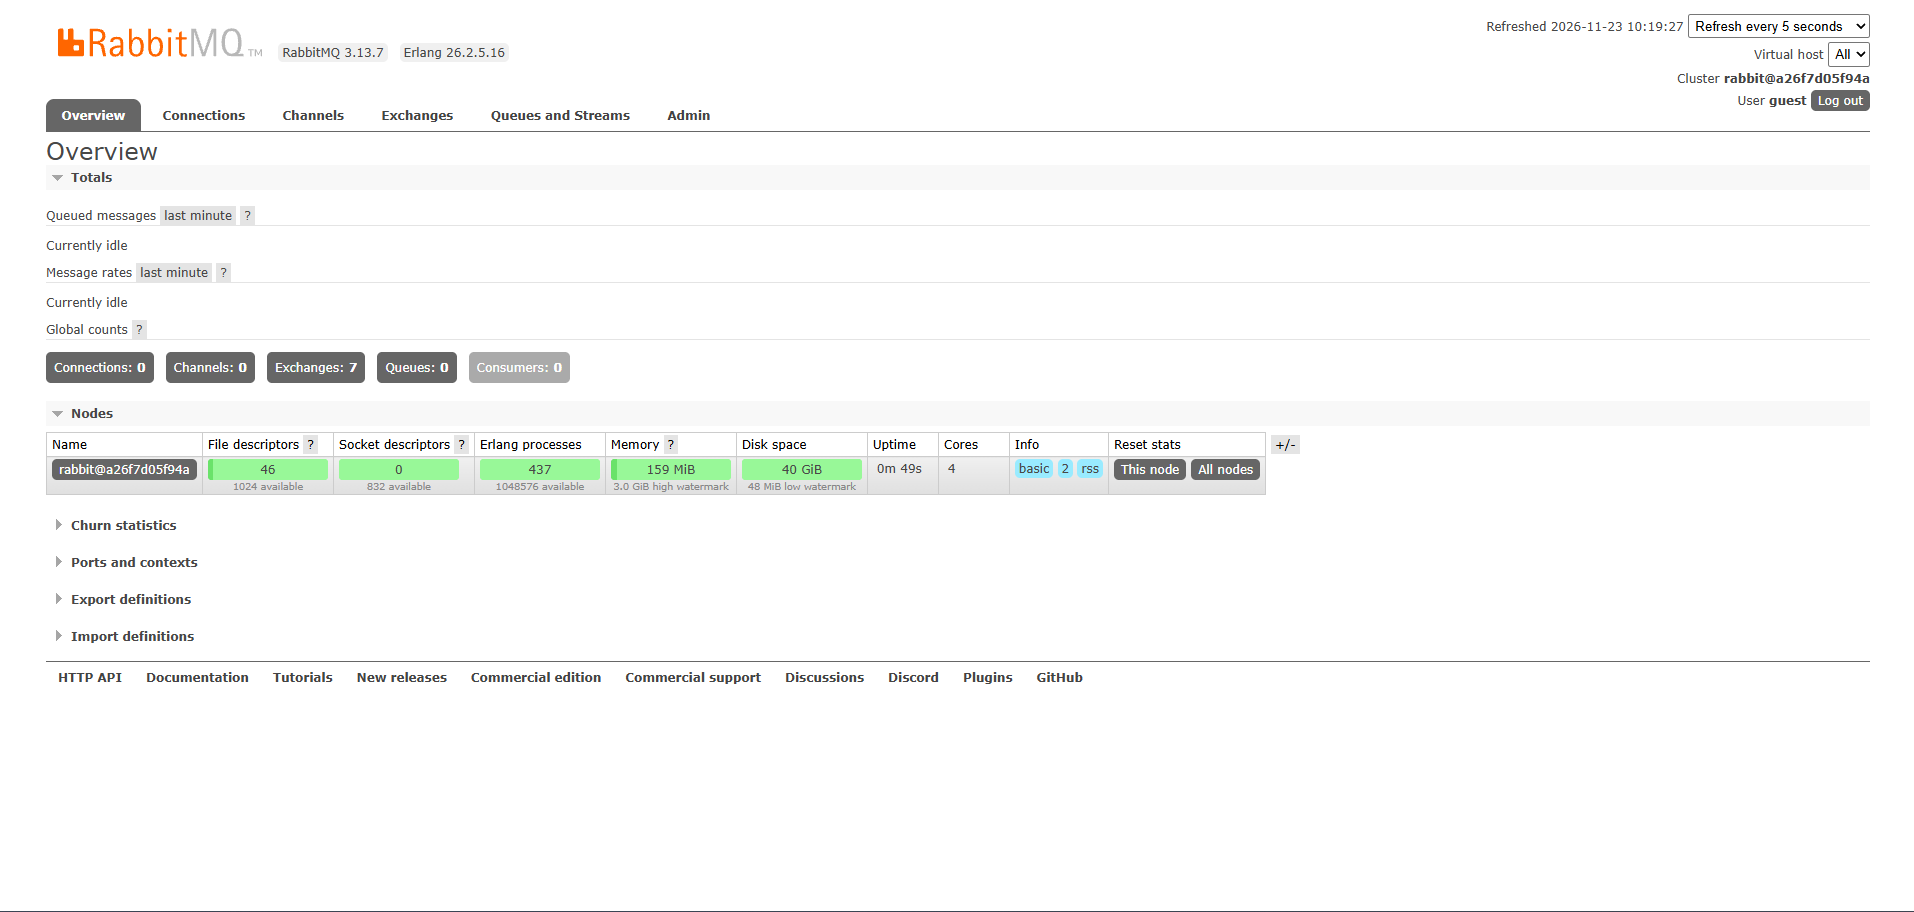 RabbitMQ TM RabbitMQ 3.13.7 Erlang 26.2.5.16
Refreshed 2026-11-23 10:19:27 Refresh every 5 seconds
Virtual host All
Cluster rabbit@a26f7d05f94a
User guest Log out
Overview Connections Channels Exchanges Queues and Streams Admin
Overview
Totals
Queued messages last minute ?
Currently idle
Message rates last minute ?
Currently idle
Global counts ?
Connections: 0 Channels: 0 Exchanges: 7 Queues: 0 Consumers: 0
Nodes
Name File descriptors ? Socket descriptors ? Erlang processes Memory ? Disk space Uptime Cores Info Reset stats +/-
rabbit@a26f7d05f94a 46 0 437 159 MiB 40 GiB 0m 49s 4 basic 2 rss This node All nodes
1024 available 832 available 1048576 available 3.0 GiB high watermark 48 MiB low watermark
Churn statistics
Ports and contexts
Export definitions
Import definitions
HTTP API Documentation Tutorials New releases Commercial edition Commercial support Discussions Discord Plugins GitHub